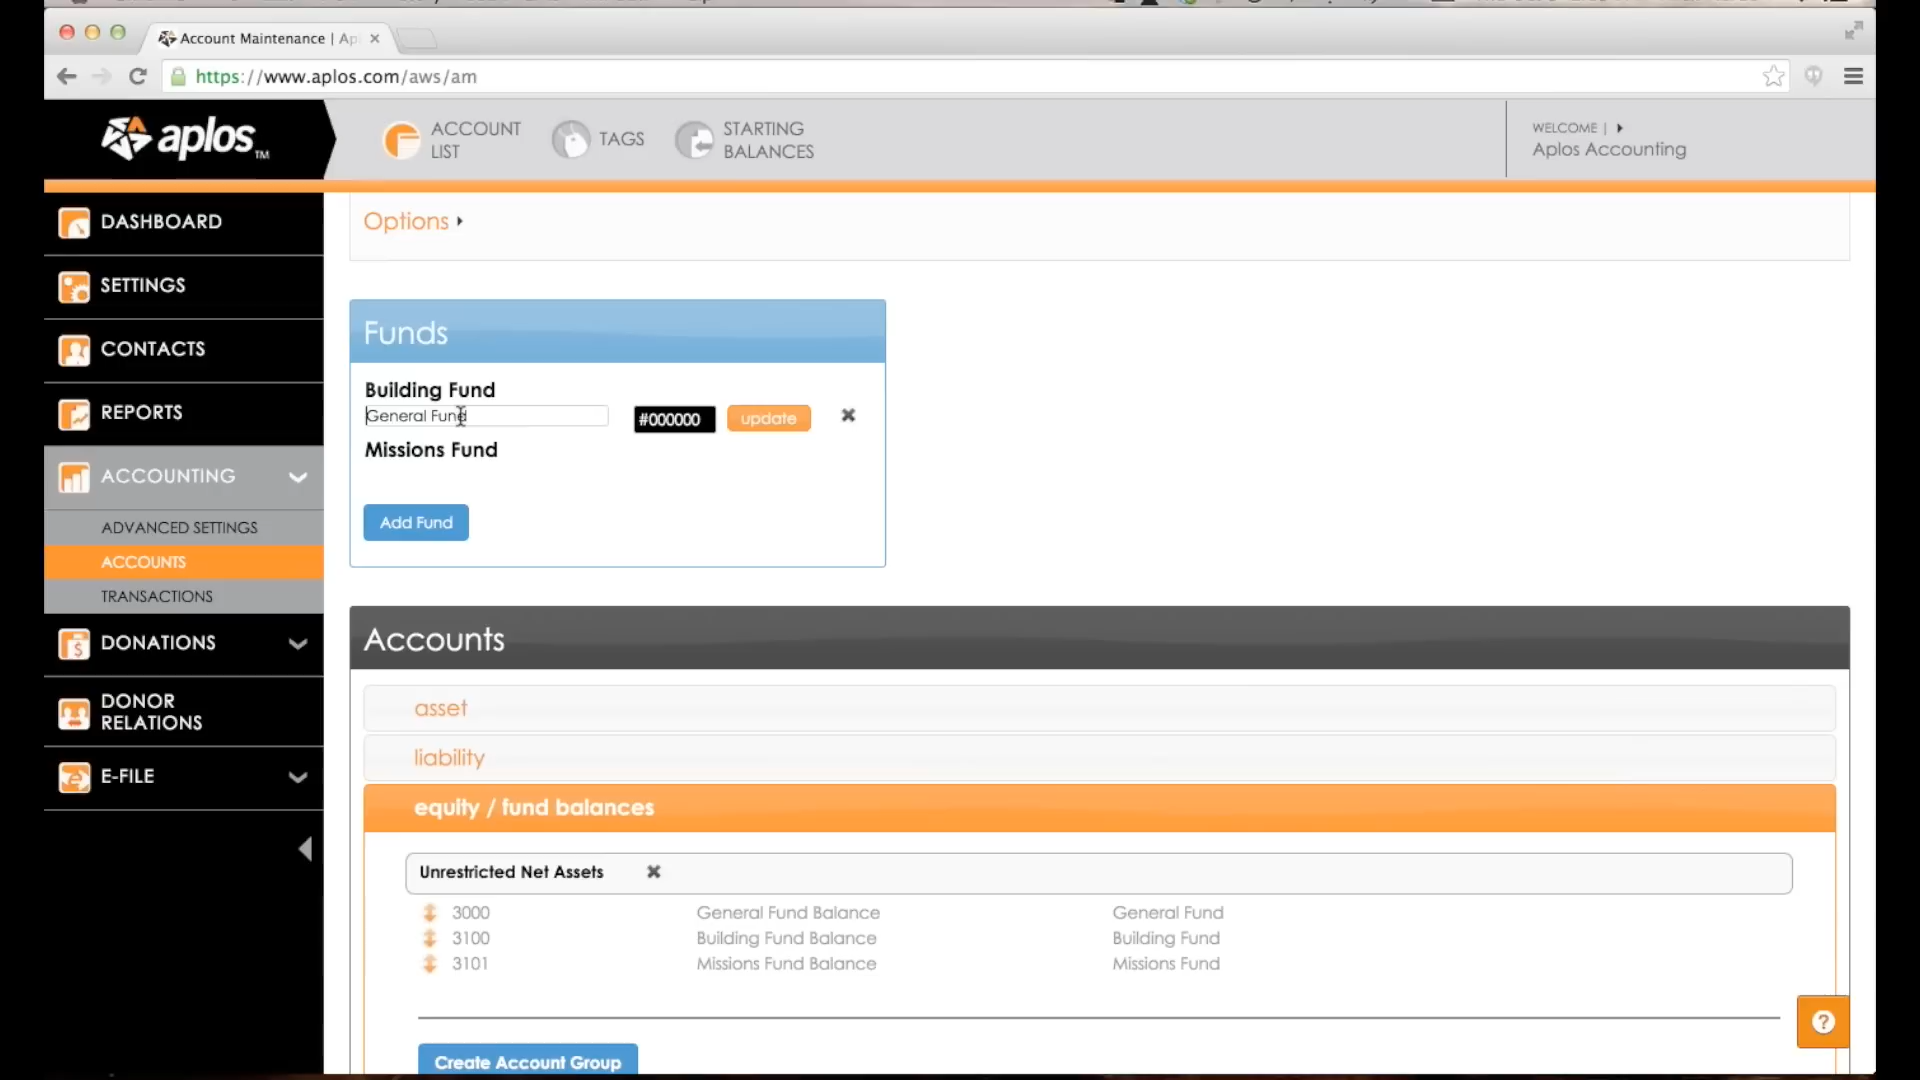 Account Maintenance | Ap
https://www.aplos.com/aws/am
aplos™
ACCOUNT
LIST
TAGS
STARTING
BALANCES
WELCOME |
Aplos Accounting
DASHBOARD
SETTINGS
CONTACTS
REPORTS
ACCOUNTING
ADVANCED SETTINGS
ACCOUNTS
TRANSACTIONS
DONATIONS
DONOR
RELATIONS
E-FILE
Options
Funds
Building Fund
General Fund
#000000
update
Missions Fund
Add Fund
Accounts
asset
liability
equity / fund balances
Unrestricted Net Assets
3000 General Fund Balance General Fund
3100 Building Fund Balance Building Fund
3101 Missions Fund Balance Missions Fund
Create Account Group
?